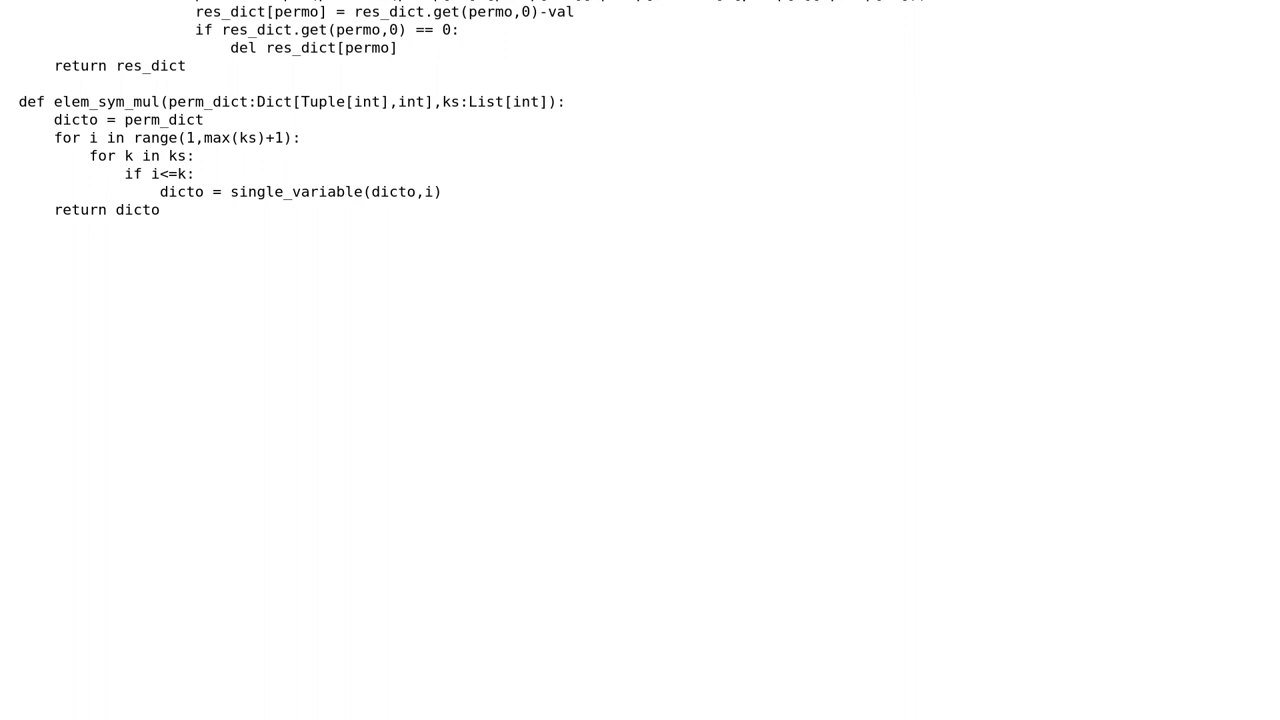 res_dict[permo] = res_dict.get(permo,0)-val
if res_dict.get(permo,0) == 0:
del res_dict[permo]
return res_dict
def elem_sym_mul(perm_dict:Dict[Tuple[int],int],ks:List[int]):
dicto = perm_dict
for i in range(1,max(ks)+1):
for k in ks:
if i<=k:
dicto = single_variable(dicto,i)
return dicto